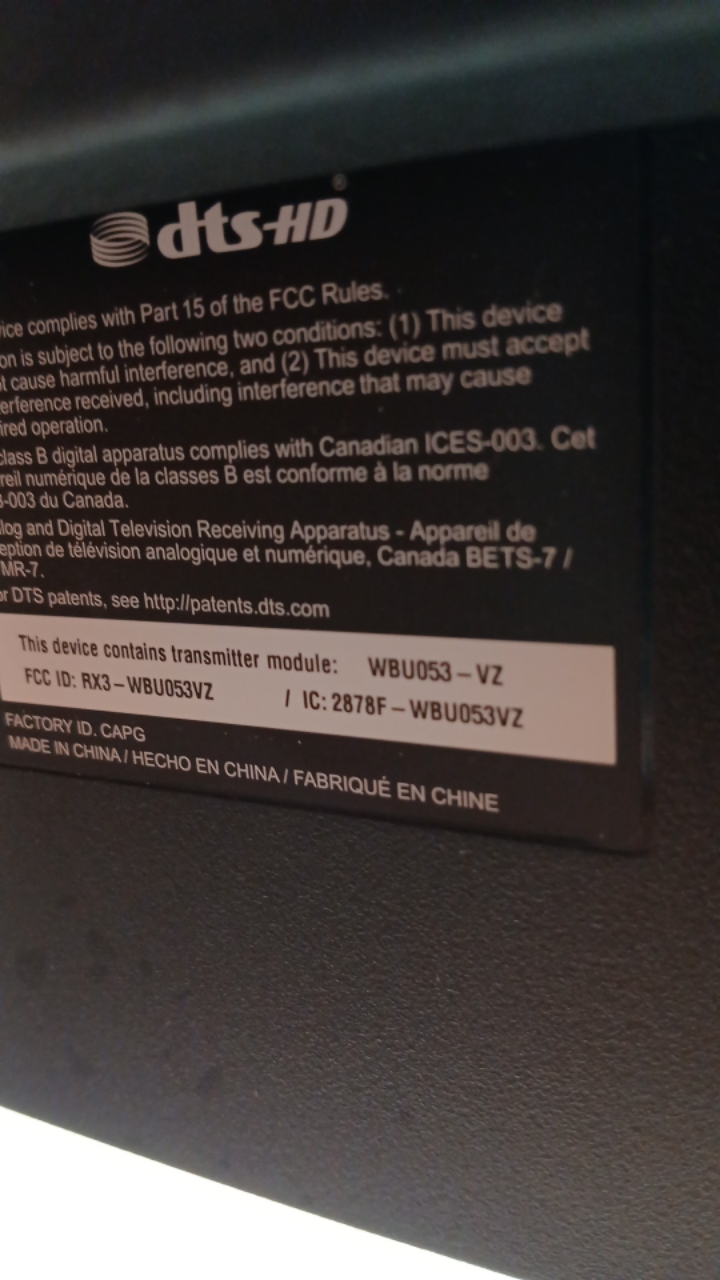 dts-HD
ice complies with Part 15 of the FCC Rules.
on is subject to the following two conditions: (1) This device
t cause harmful interference, and (2) This device must accept
erference received, including interference that may cause
ired operation.
class B digital apparatus complies with Canadian ICES-003. Cet
reil numérique de la classes B est conforme à la norme
-003 du Canada.
log and Digital Television Receiving Apparatus - Appareil de
eption de télévision analogique et numérique, Canada BETS-7 /
MR-7.
or DTS patents, see http://patents.dts.com
This device contains transmitter module: WBU053-VZ
FCC ID: RX3-WBU053VZ / IC: 2878F-WBU053VZ
FACTORY ID. CAPG
MADE IN CHINA / HECHO EN CHINA / FABRIQUÉ EN CHINE